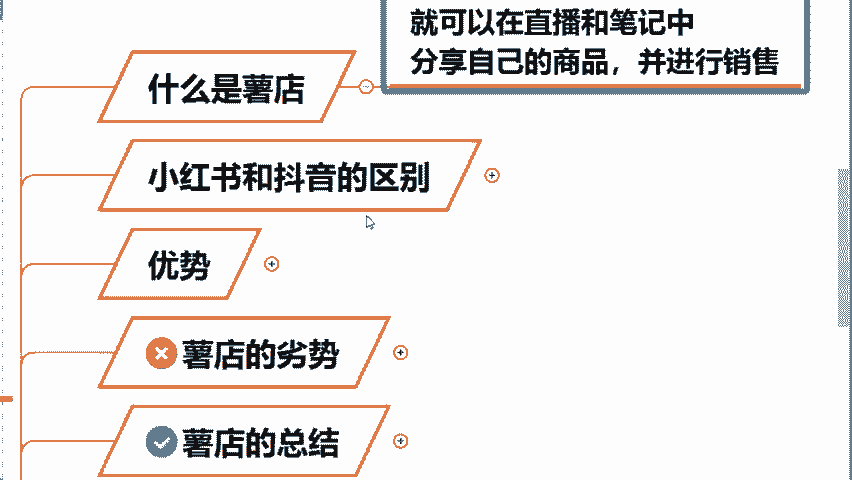 就可以在直播和笔记中
分享自己的商品，并进行销售
什么是薯店
小红书和抖音的区别
优势
薯店的劣势
薯店的总结